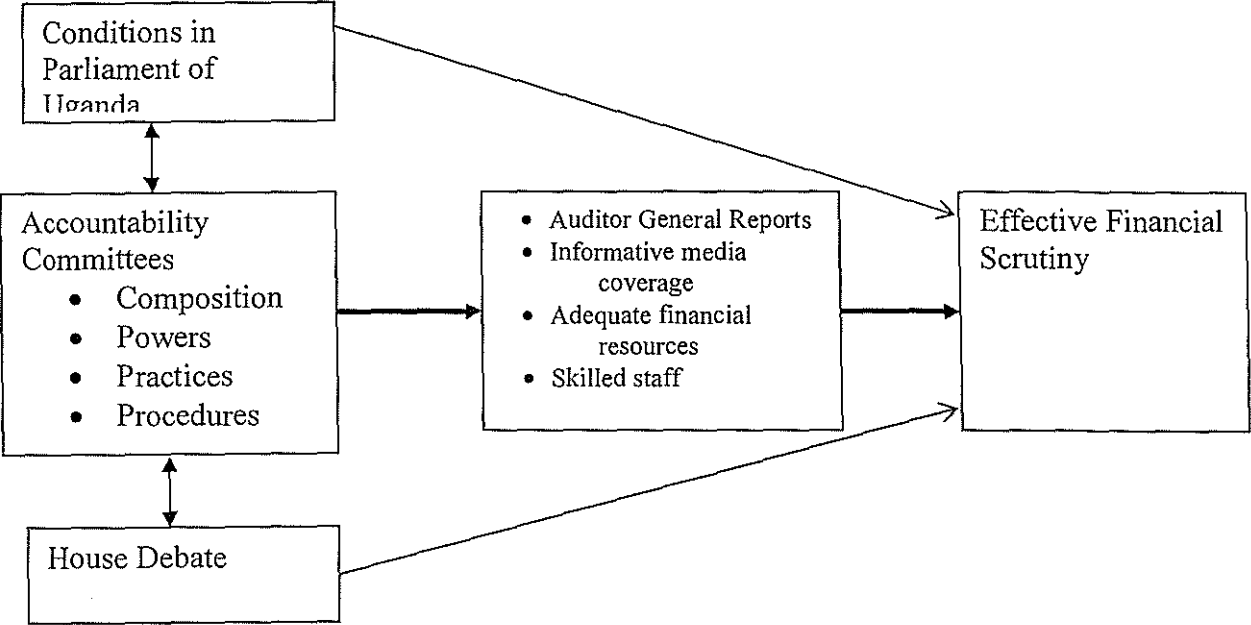 Conditions in
Parliament of
Uganda
Accountability
Committees
• Composition
• Powers
• Practices
• Procedures
House Debate
• Auditor General Reports
• Informative media
coverage
• Adequate financial
resources
• Skilled staff
Effective Financial
Scrutiny